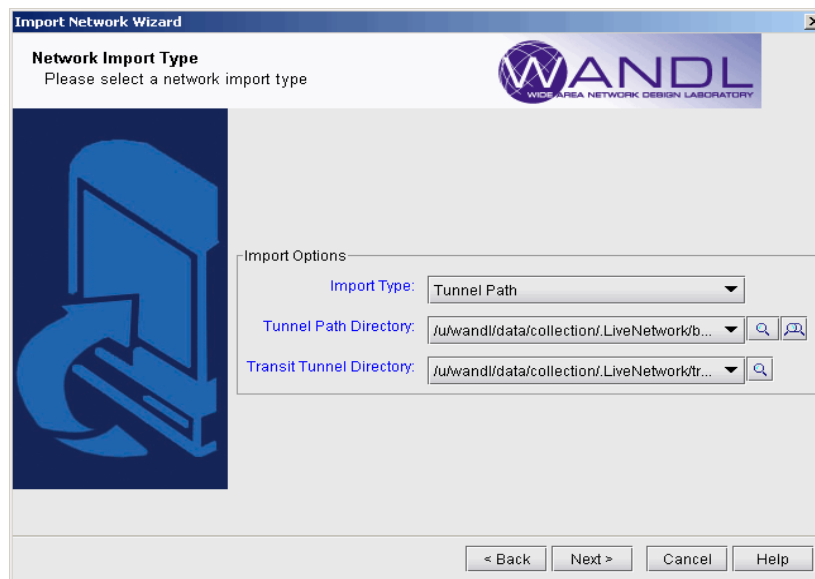 Import Network Wizard
Network Import Type
Please select a network import type
WANDL
WIDE AREA NETWORK DESIGN LABORATORY
Import Options
Import Type: Tunnel Path
Tunnel Path Directory: /u/wandl/data/collection/.LiveNetwork/b...
Transit Tunnel Directory: /u/wandl/data/collection/.LiveNetwork/tr...
< Back Next > Cancel Help